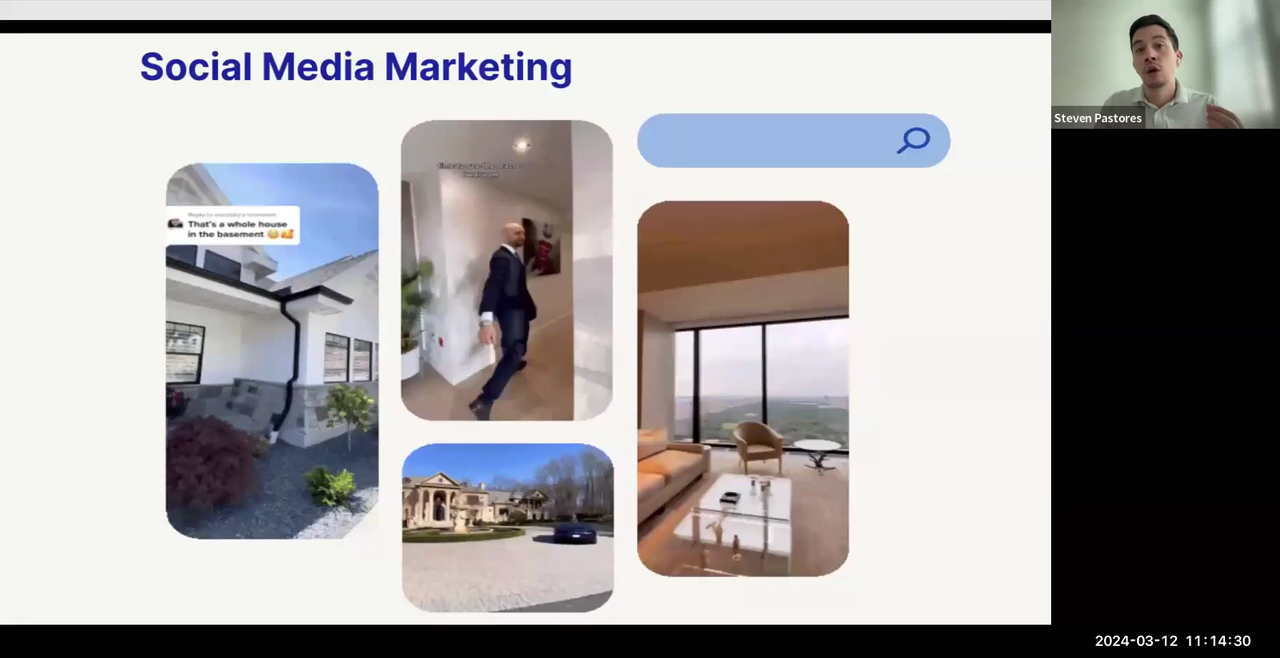 Social Media Marketing
That's a whole house
in the basement 😳🥰
Steven Pastores
2024-03-12 11:14:30